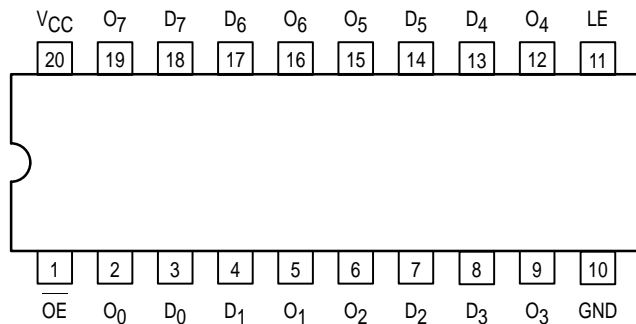 VCC O7 D7 D6 O6 O5 D5 D4 O4 LE
20 19 18 17 16 15 14 13 12 11
1 2 3 4 5 6 7 8 9 10
OE O0 D0 D1 O1 O2 D2 D3 O3 GND